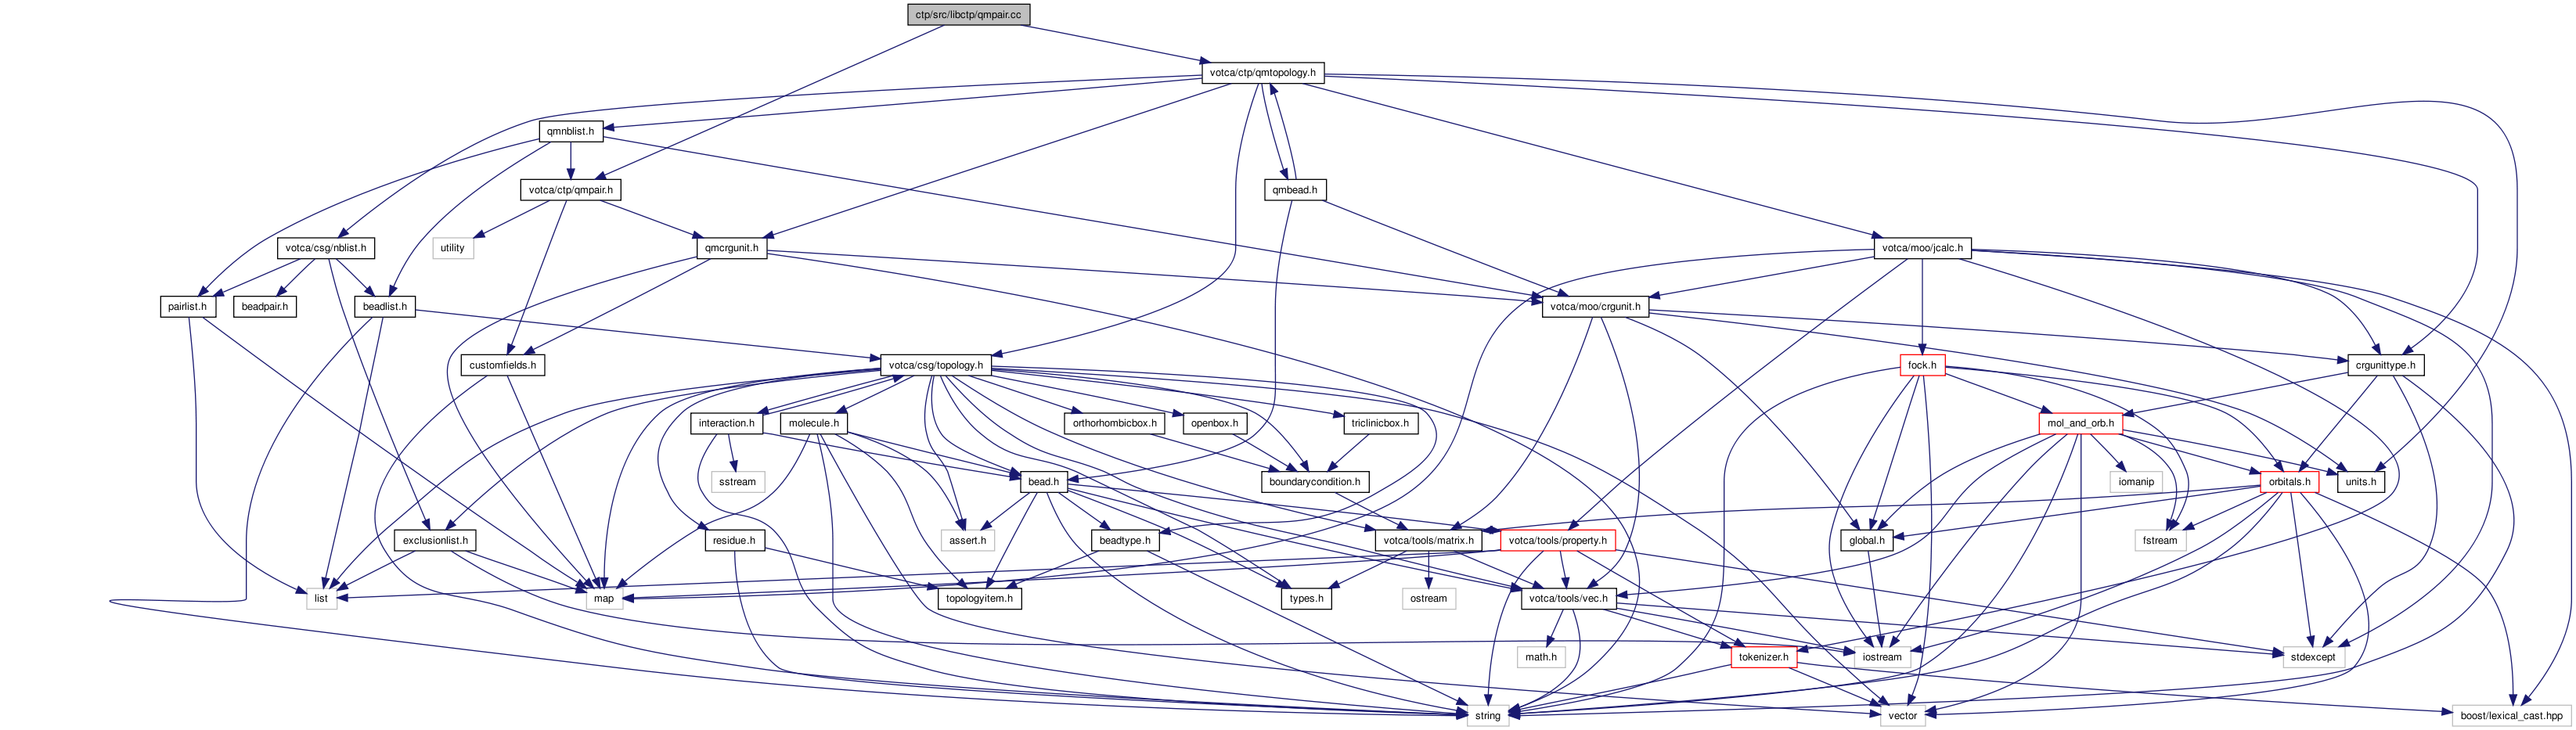 ctp/src/libctp/qmpair.cc
votca/ctp/qmtopology.h
qmnblist.h
votca/ctp/qmpair.h
qmbead.h
votca/csg/nblist.h
utility
qmcrgunit.h
votca/moo/jcalc.h
pairlist.h
beadpair.h
beadlist.h
votca/moo/crgunit.h
customfields.h
votca/csg/topology.h
fock.h
crgunittype.h
interaction.h
molecule.h
orthorhombicbox.h
openbox.h
triclinicbox.h
mol_and_orb.h
sstream
bead.h
boundarycondition.h
iomanip
orbitals.h
units.h
exclusionlist.h
residue.h
assert.h
beadtype.h
votca/tools/matrix.h
votca/tools/property.h
global.h
fstream
list
map
topologyitem.h
types.h
ostream
votca/tools/vec.h
math.h
tokenizer.h
iostream
stdexcept
string
vector
boost/lexical_cast.hpp